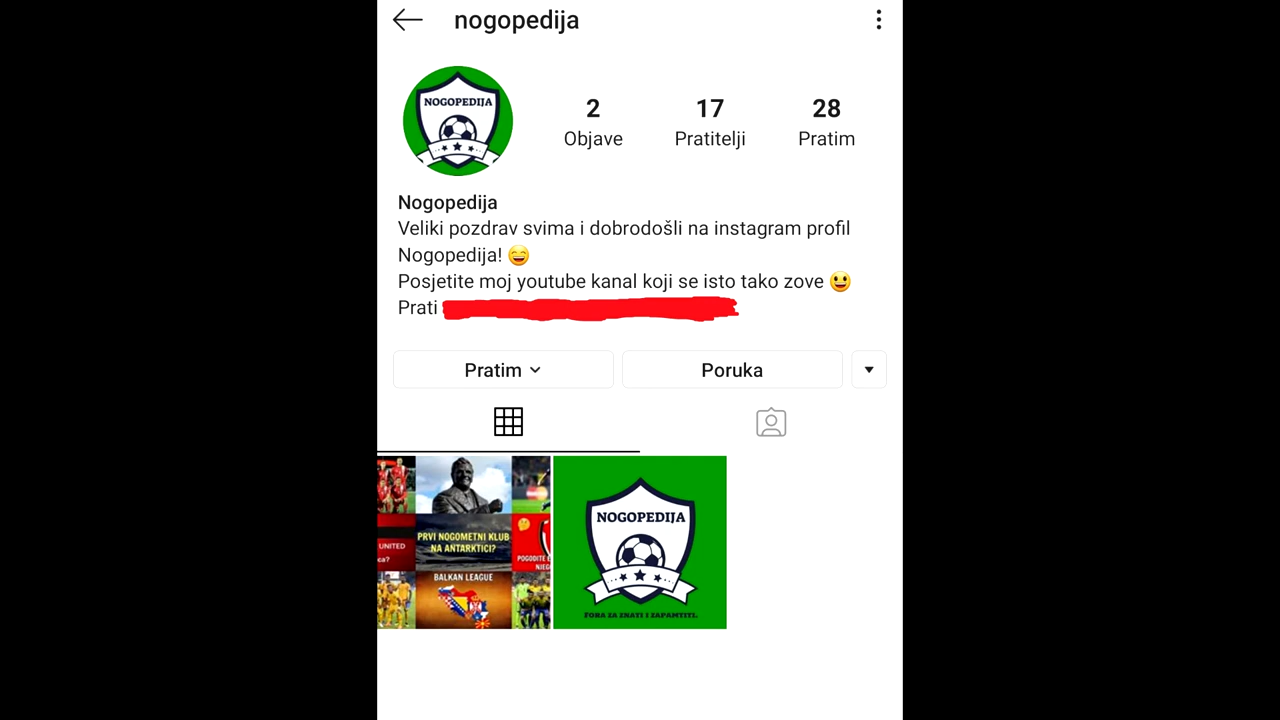 nogopedija
NOGOPEDIJA
2
Objave
17
Pratitelji
28
Pratim
Nogopedija
Veliki pozdrav svima i dobrodošli na instagram profil
Nogopedija! 😄
Posjetite moj youtube kanal koji se isto tako zove 😃
Prati
Pratim
Poruka
UNITED
ca?
PRVI NOGOMETNI KLUB
NA ANTARKTICI?
POGODITE
NJEG
BALKAN LEAGUE
NOGOPEDIJA
FORA ZA ZNATI I ZAPAMTITI.